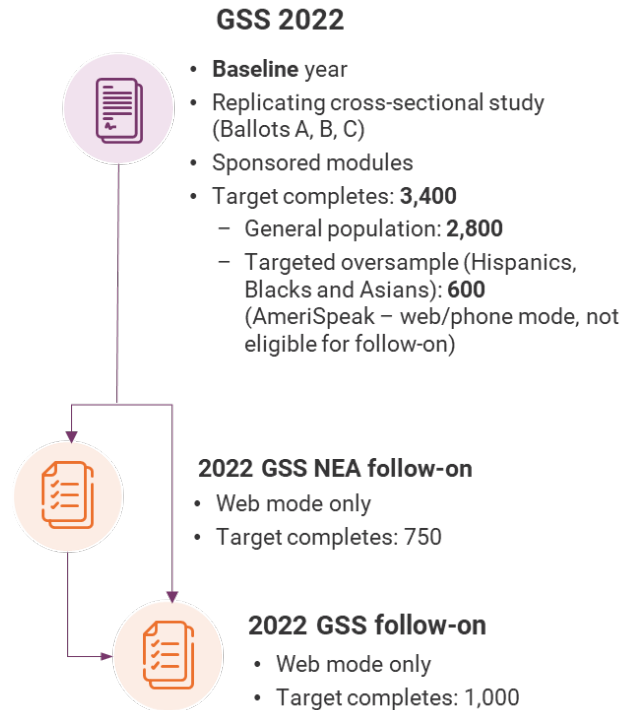 GSS 2022
• Baseline year
• Replicating cross-sectional study
(Ballots A, B, C)
• Sponsored modules
• Target completes: 3,400
– General population: 2,800
– Targeted oversample (Hispanics,
Blacks and Asians): 600
(AmeriSpeak – web/phone mode, not
eligible for follow-on)
2022 GSS NEA follow-on
• Web mode only
• Target completes: 750
2022 GSS follow-on
• Web mode only
• Target completes: 1,000